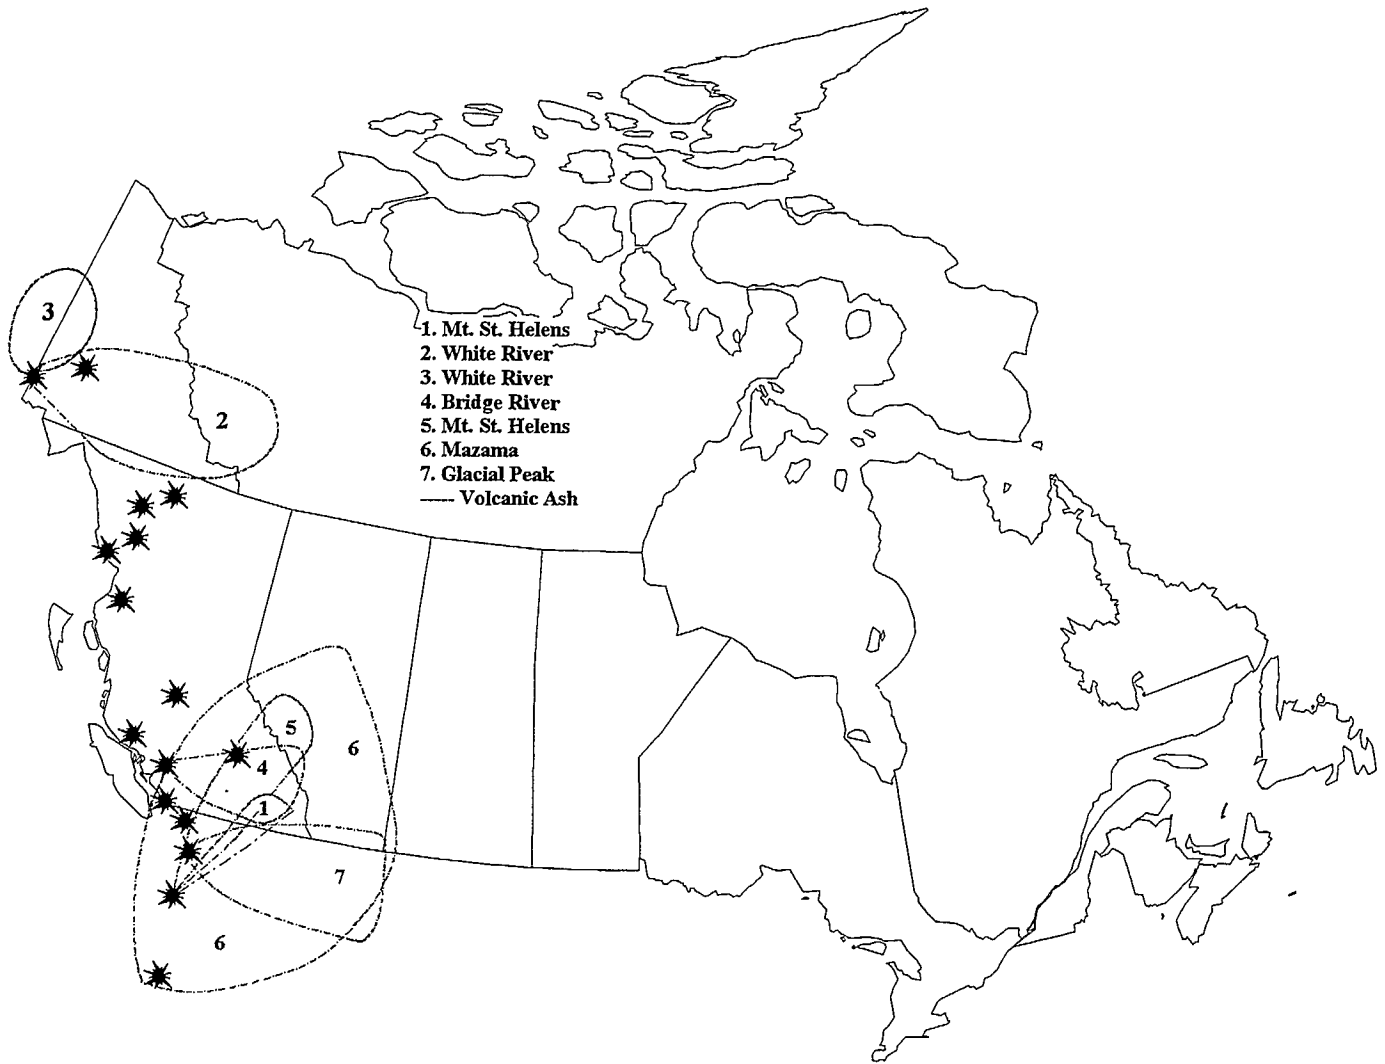 3
2
1. Mt. St. Helens
2. White River
3. White River
4. Bridge River
5. Mt. St. Helens
6. Mazama
7. Glacial Peak
—— Volcanic Ash
5
6
4
1
7
6